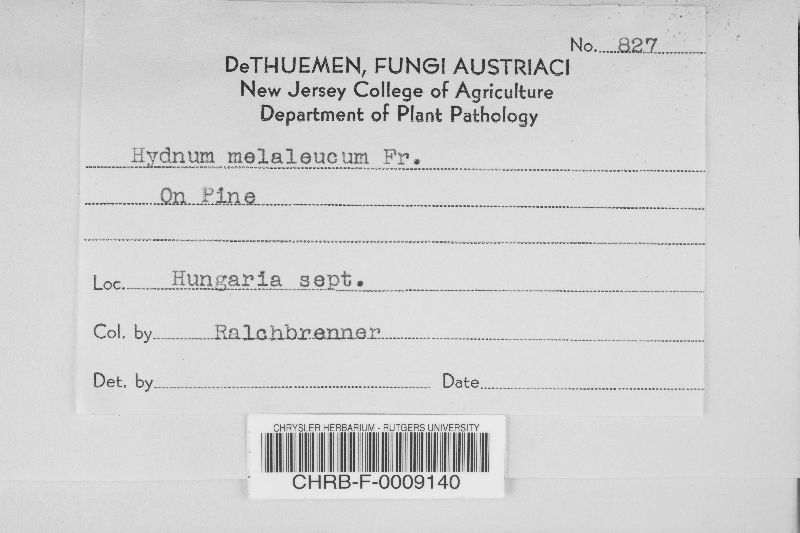 No. 827
DeTHUEMEN, FUNGI AUSTRIACI
New Jersey College of Agriculture
Department of Plant Pathology
Hydnum melaleucum Fr.
On Pine
Loc. Hungaria sept.
Col. by Ralchbrenner
Det. by Date
CHRYSLER HERBARIUM - RUTGERS UNIVERSITY
CHRB-F-0009140